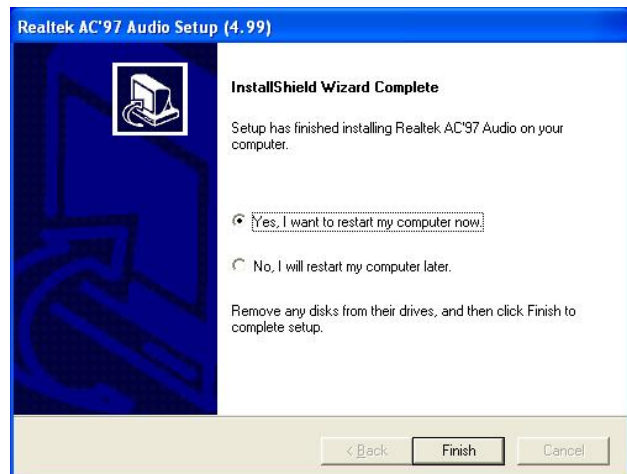 Realtek AC'97 Audio Setup (4.99)
InstallShield Wizard Complete
Setup has finished installing Realtek AC'97 Audio on your
computer.
Yes, I want to restart my computer now.
No, I will restart my computer later.
Remove any disks from their drives, and then click Finish to
complete setup.
< Back Finish Cancel